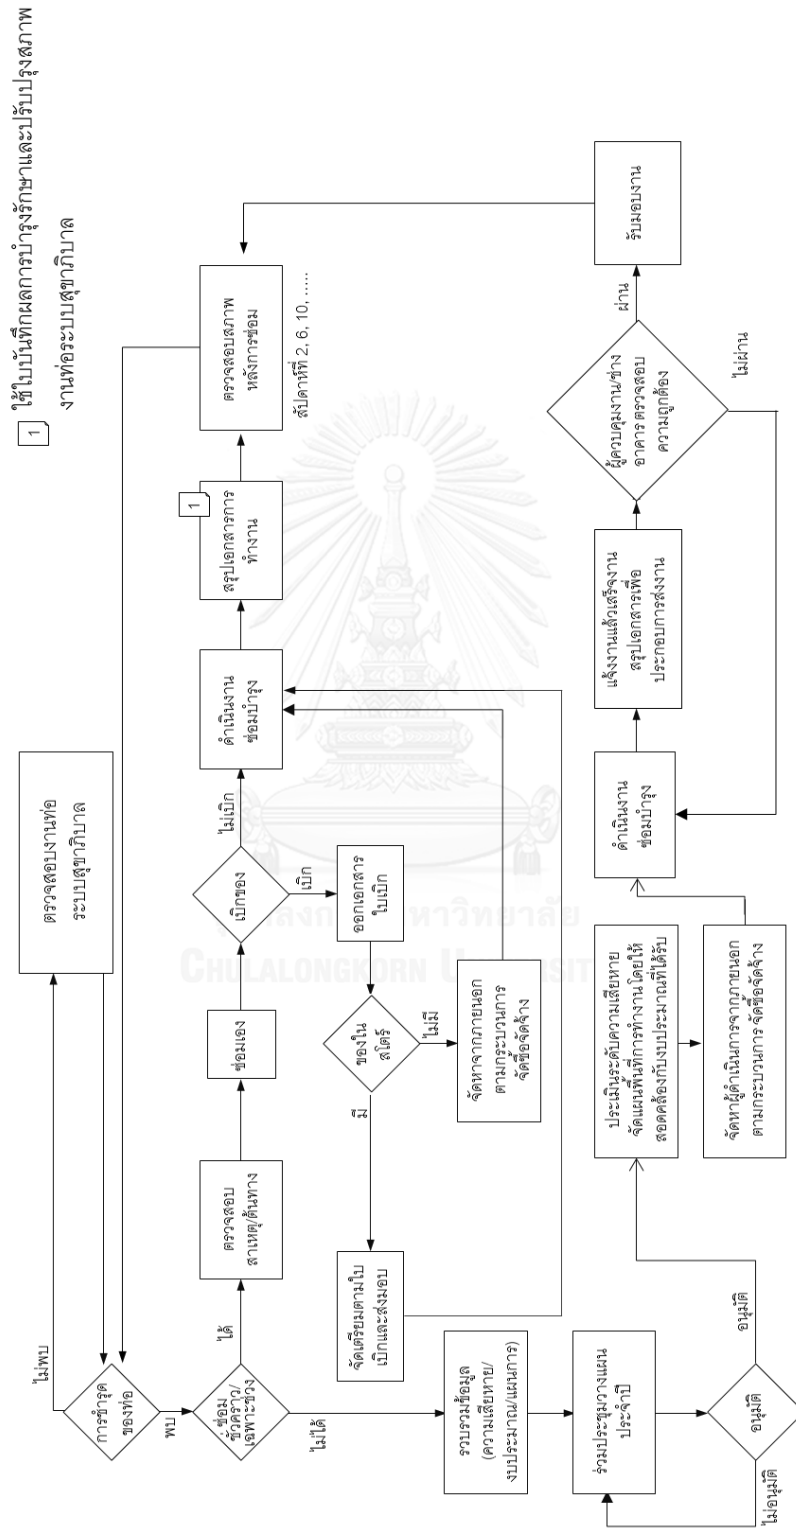 1
ใช้ใบบันทึกผลการบำรุงรักษาและปรับปรุงสภาพ
งานท่อระบบสุขาภิบาล
ตรวจสอบงานท่อ
ระบบสุขาภิบาล
ไม่พบ
การชำรุด
ของท่อ
พบ
ซ่อม
ชั่วคราว/
เฉพาะช่วง
ได้
ไม่ได้
ตรวจสอบ
สาเหตุ/ต้นทาง
ซ่อมเอง
เบิกของ
ไม่เบิก
เบิก
ดำเนินงาน
ซ่อมบำรุง
สรุปเอกสารการ
ทำงาน
1
ตรวจสอบสภาพ
หลังการซ่อม
สัปดาห์ที่ 2, 6, 10, .....
ออกเอกสาร
ใบเบิก
ของใน
สโตร์
มี
ไม่มี
จัดหาจากภายนอก
ตามกระบวนการ
จัดซื้อจัดจ้าง
จัดเตรียมตามใบ
เบิกและส่งมอบ
รวบรวมข้อมูล
(ความเสียหาย/
งบประมาณ/แผนการ)
ร่วมประชุมวางแผน
ประจำปี
อนุมัติ
อนุมัติ
ไม่อนุมัติ
ประเมินระดับความเสียหาย
จัดแผนพื้นที่การทำงานโดยให้
สอดคล้องกับงบประมาณที่ได้รับ
จัดหาผู้ดำเนินการจากภายนอก
ตามกระบวนการ จัดซื้อจัดจ้าง
ดำเนินงาน
ซ่อมบำรุง
แจ้งงานแล้วเสร็จงาน
สรุปเอกสารเพื่อ
ประกอบการส่งงาน
ผู้ควบคุมงาน/ช่าง
อาคาร ตรวจสอบ
ความถูกต้อง
ผ่าน
ไม่ผ่าน
รับมอบงาน
CHULALONGKORN